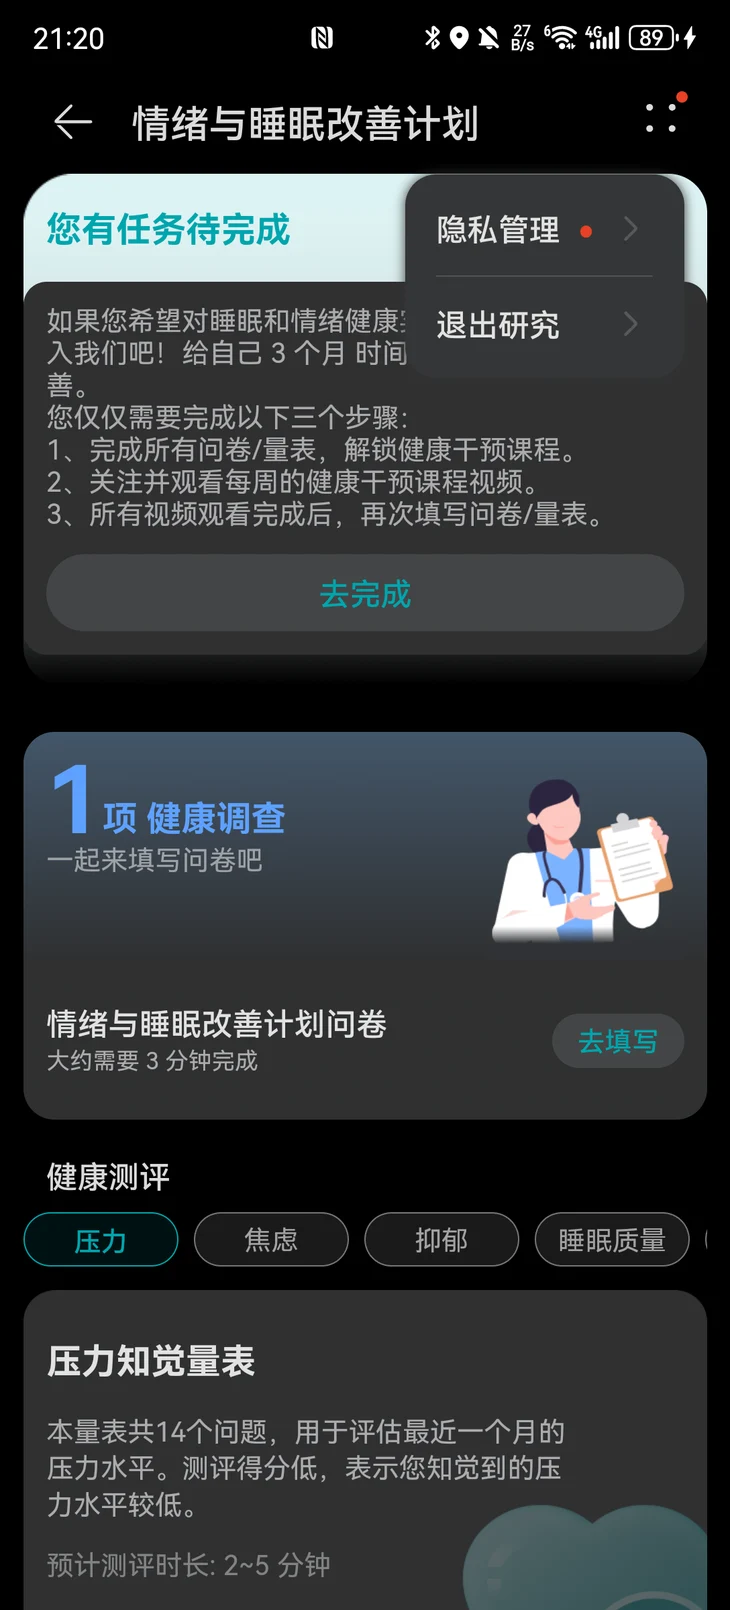 21:20
27 B/s
6
4G
89
情绪与睡眠改善计划
您有任务待完成
隐私管理
退出研究
如果您希望对睡眠和情绪健康
入我们吧！给自己 3 个月 时间
善。
您仅仅需要完成以下三个步骤：
1、完成所有问卷/量表，解锁健康干预课程。
2、关注并观看每周的健康干预课程视频。
3、所有视频观看完成后，再次填写问卷/量表。
去完成
1项 健康调查
一起来填写问卷吧
情绪与睡眠改善计划问卷
大约需要 3 分钟完成
去填写
健康测评
压力
焦虑
抑郁
睡眠质量
压力知觉量表
本量表共14个问题，用于评估最近一个月的
压力水平。测评得分低，表示您知觉到的压
力水平较低。
预计测评时长: 2~5 分钟